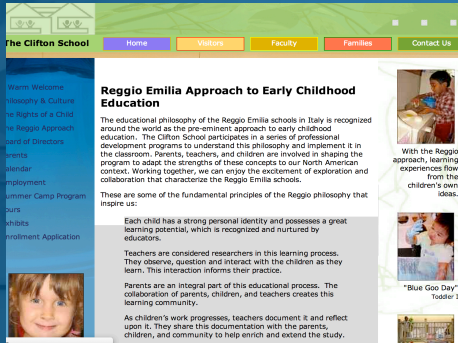 The Clifton School
Home
Visitors
Faculty
Families
Contact Us
Warm Welcome
hilosophy & Culture
he Rights of a Child
he Reggio Approach
oard of Directors
arents
alendar
mployment
ummer Camp Program
ours
xhibits
nrollment Application
Reggio Emilia Approach to Early Childhood
Education
The educational philosophy of the Reggio Emilia schools in Italy is recognized
around the world as the pre-eminent approach to early childhood
education. The Clifton School participates in a series of professional
development programs to understand this philosophy and implement it in
the classroom. Parents, teachers, and children are involved in shaping the
program to adapt the strengths of these concepts to our North American
context. Working together, we can enjoy the excitement of exploration and
collaboration that characterize the Reggio Emilia schools.
These are some of the fundamental principles of the Reggio philosophy that
inspire us:
Each child has a strong personal identity and possesses a great
learning potential, which is recognized and nurtured by
educators.
Teachers are considered researchers in this learning process.
They observe, question and interact with the children as they
learn. This interaction informs their practice.
Parents are an integral part of this educational process. The
collaboration of parents, children, and teachers creates this
learning community.
As children's work progresses, teachers document it and reflect
upon it. They share this documentation with the parents,
children, and community to help enrich and extend the study.
With the Reggio
approach, learning
experiences flow
from the
children's own
ideas.
"Blue Goo Day"
Toddler I